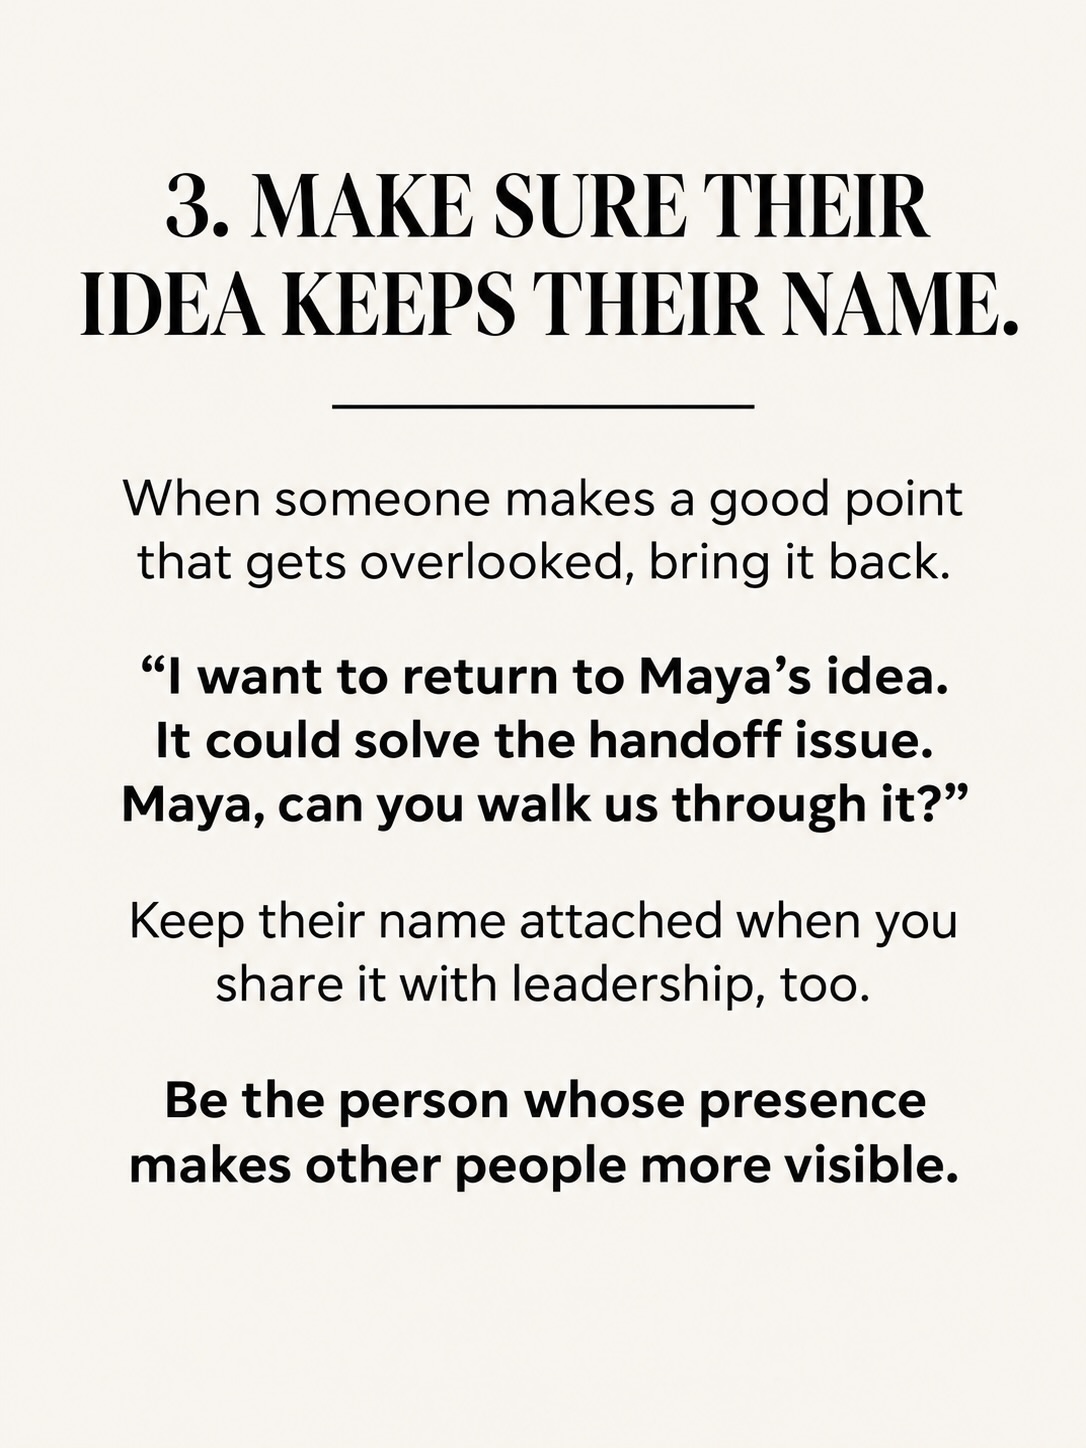 3. MAKE SURE THEIR
IDEA KEEPS THEIR NAME.
When someone makes a good point
that gets overlooked, bring it back.
“I want to return to Maya’s idea.
It could solve the handoff issue.
Maya, can you walk us through it?”
Keep their name attached when you
share it with leadership, too.
Be the person whose presence
makes other people more visible.